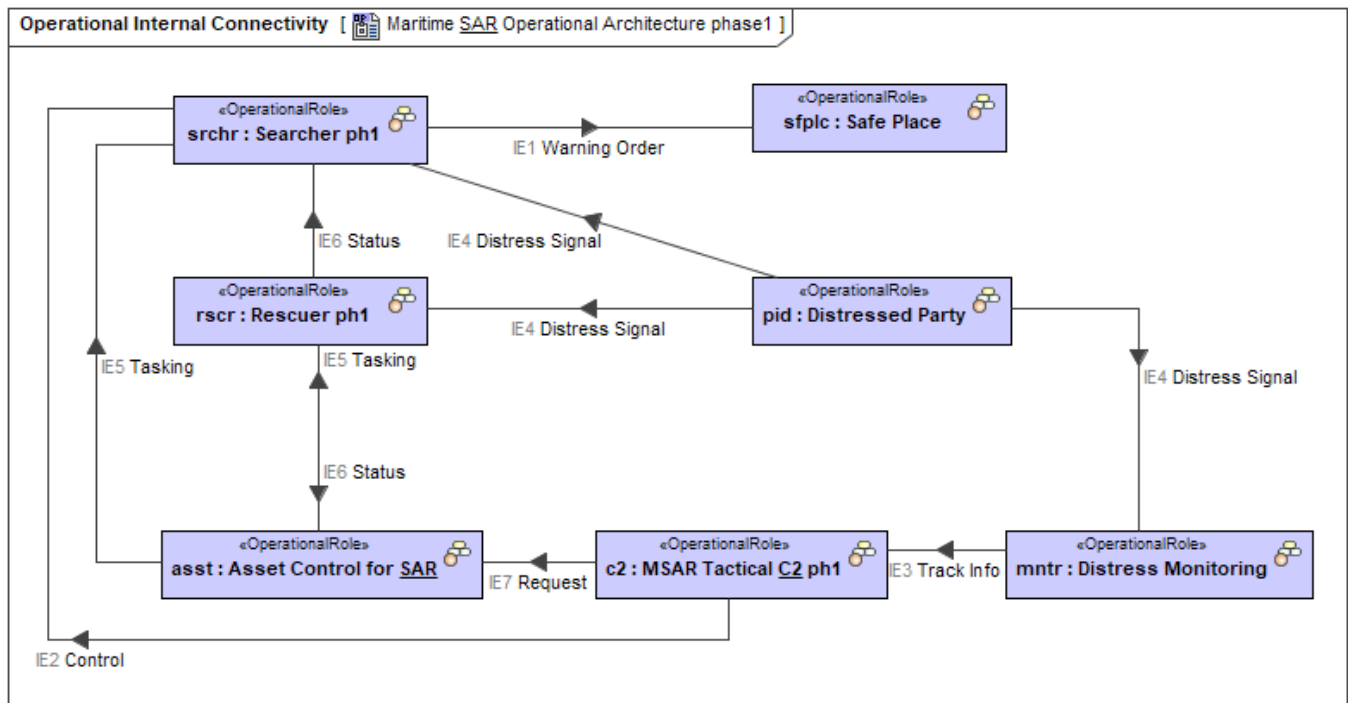 Operational Internal Connectivity [ Maritime SAR Operational Architecture phase1 ]
«OperationalRole»
srchr : Searcher ph1
«OperationalRole»
sfplc : Safe Place
IE1 Warning Order
IE6 Status
IE4 Distress Signal
«OperationalRole»
rscr : Rescuer ph1
«OperationalRole»
pid : Distressed Party
IE4 Distress Signal
IE5 Tasking
IE5 Tasking
IE4 Distress Signal
IE6 Status
«OperationalRole»
asst : Asset Control for SAR
«OperationalRole»
c2 : MSAR Tactical C2 ph1
«OperationalRole»
mntr : Distress Monitoring
IE7 Request
IE3 Track Info
IE2 Control